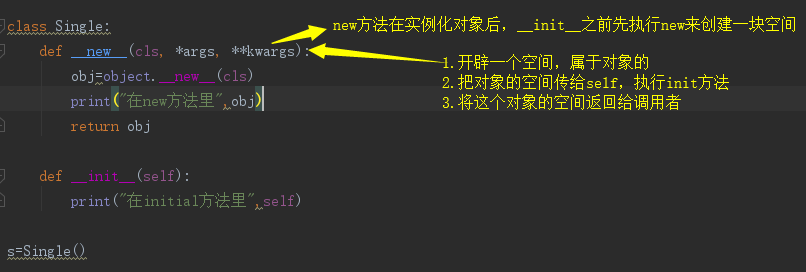 new方法在实例化对象后，__init__之前先执行new来创建一块空间
class Single:
def __new__(cls, *args, **kwargs):
1.开辟一个空间，属于对象的
obj=object.__new__(cls)
2.把对象的空间传给self，执行init方法
print("在new方法里",obj)
3.将这个对象的空间返回给调用者
return obj
def __init__(self):
print("在initial方法里",self)
s=Single()